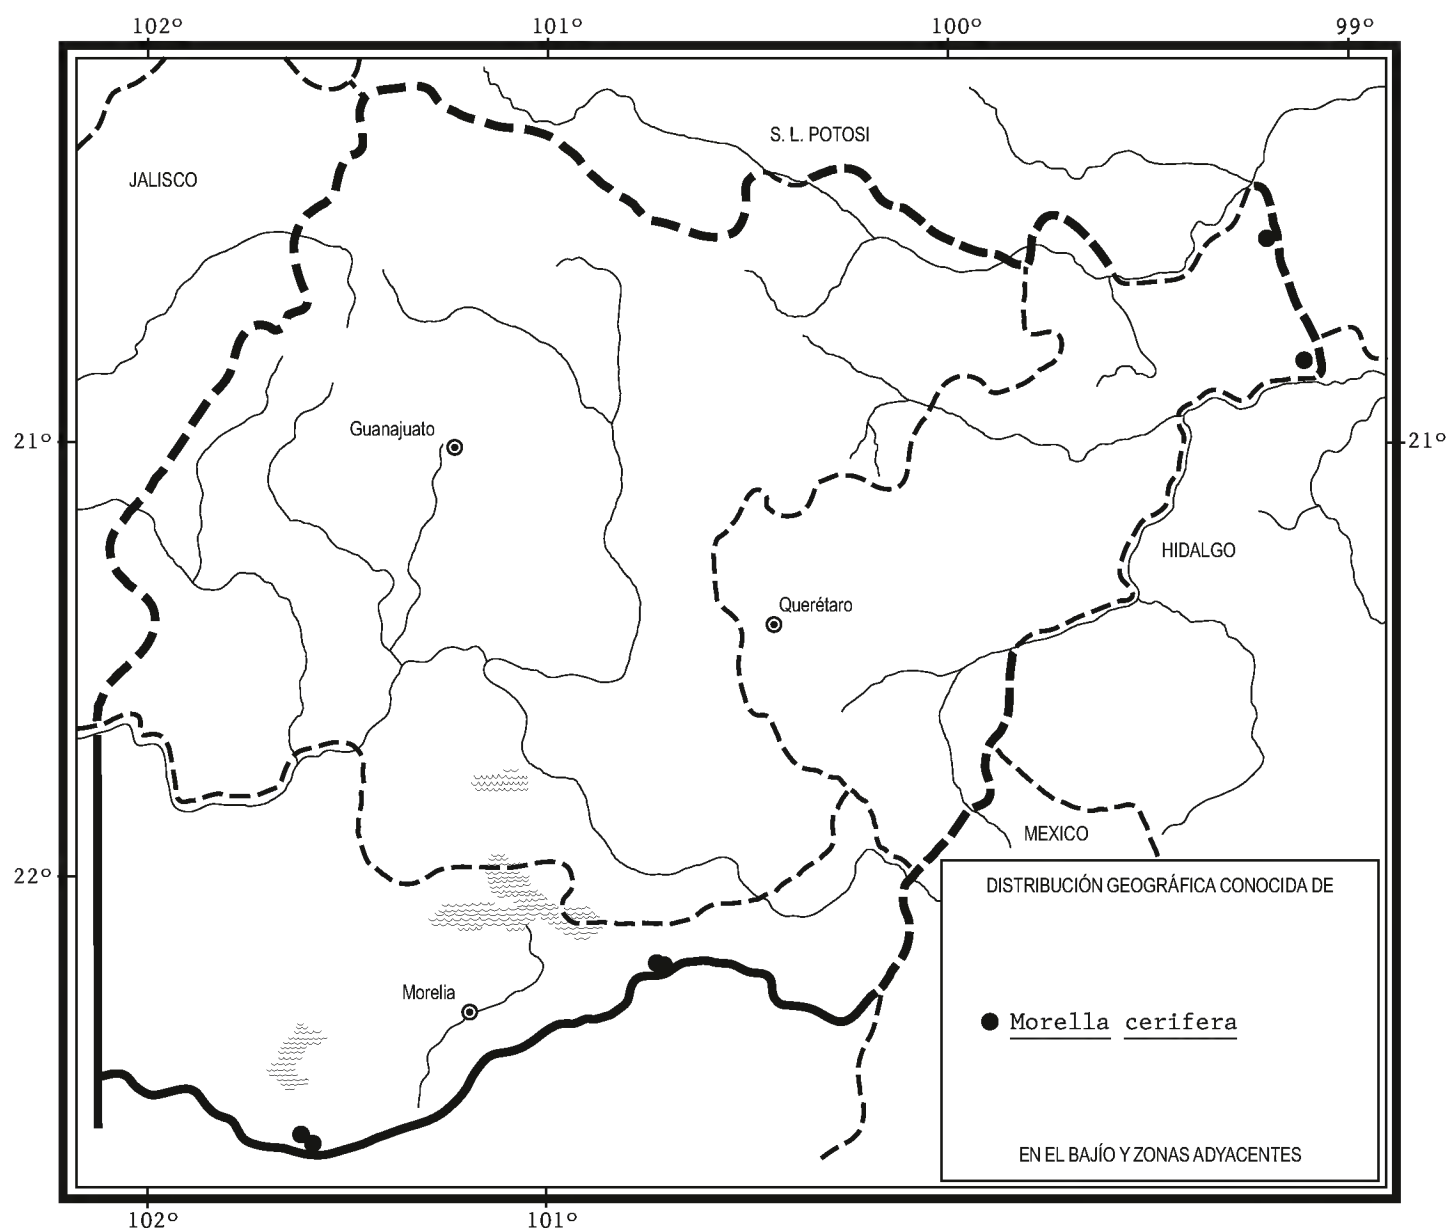 102° 101° 100° 99°
S. L. POTOSI
JALISCO
Guanajuato
21° 21°
HIDALGO
Querétaro
MEXICO
22°
DISTRIBUCIÓN GEOGRÁFICA CONOCIDA DE
Morelia
Morella cerifera
EN EL BAJÍO Y ZONAS ADYACENTES
102° 101°